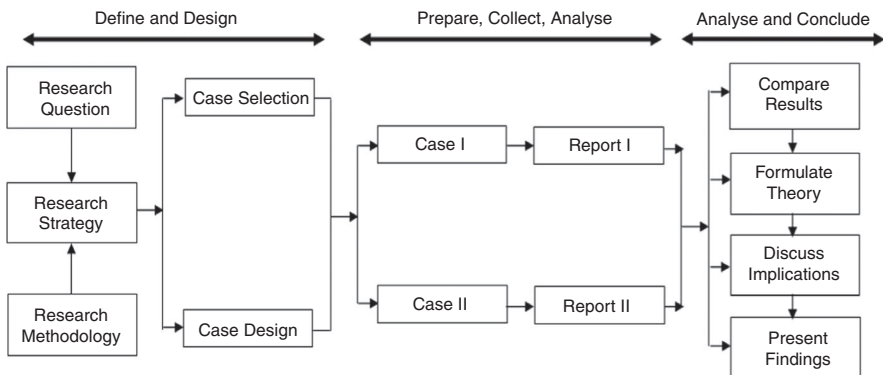 Define and Design
Prepare, Collect, Analyse
Analyse and Conclude
Research
Question
Research
Strategy
Research
Methodology
Case Selection
Case Design
Case I
Report I
Case II
Report II
Compare
Results
Formulate
Theory
Discuss
Implications
Present
Findings